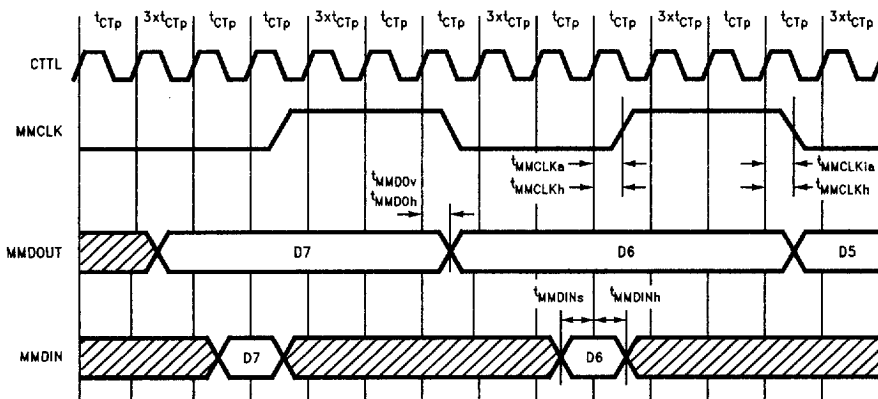 tCTp 3xtCTp tCTp tCTp 3xtCTp tCTp tCTp 3xtCTp tCTp tCTp 3xtCTp tCTp tCTp 3xtCTp
CTTL
MMCLK
tMMCLKa
tMMCLKh
tMMCLKia
tMMCLKh
tMMDOv
tMMDOh
MMDOUT
D7
D6
D5
tMMDINs
tMMDINh
MMDIN
D7
D6